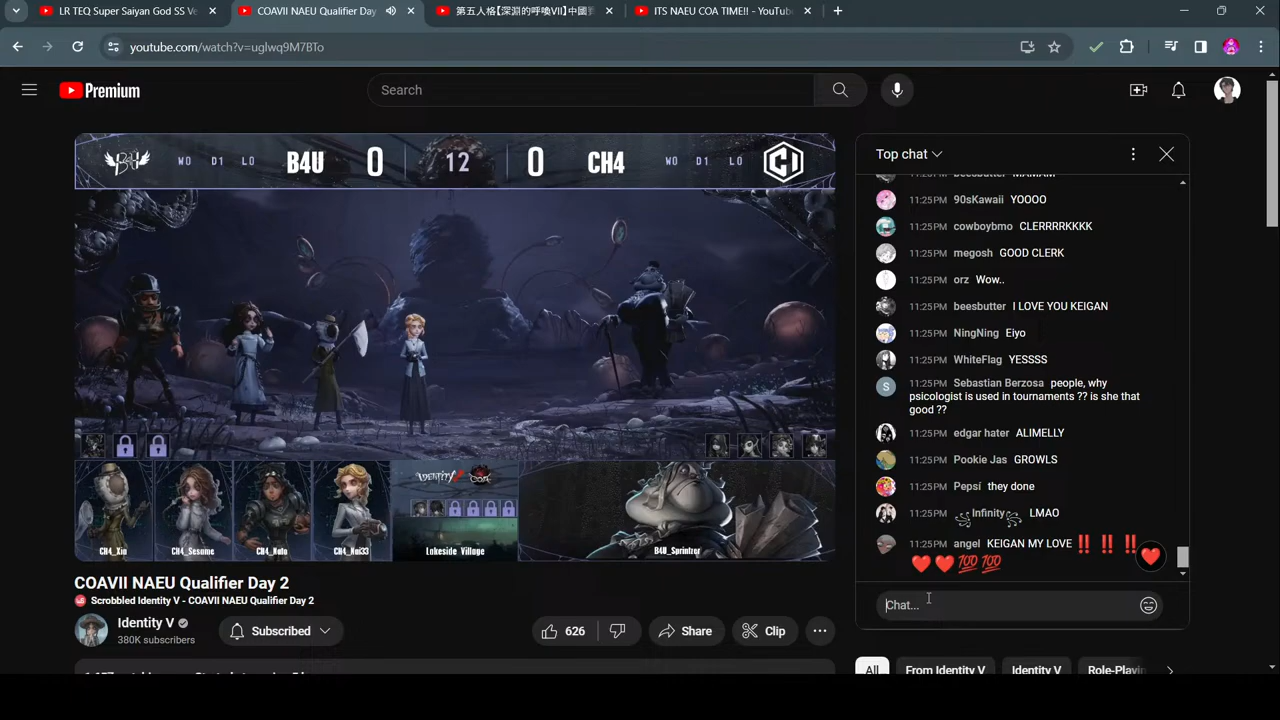 LR TEQ Super Saiyan God SS Ve
COAVII NAEU Qualifier Day
第五人格【深淵的呼喚VII】中國
ITS NAEU COA TIME!! - YouTub
youtube.com/watch?v=uglwq9M7BTo
Premium
Search
W0 D1 L0 B4U 0 12 0 CH4 W0 D1 L0
CH4_Xin
CH4_Sesume
CH4_Nai33
IDENTITY V
Lakeside Village
B4U_Sprintrer
COAVII NAEU Qualifier Day 2
Scrobbled Identity V - COAVII NAEU Qualifier Day 2
Identity V
380K subscribers
Subscribed
626
Share
Clip
Top chat
90sKawaii YOOOO
11:25PM
11:25PM cowboybmo CLERRRRKKKK
11:25PM megosh GOOD CLERK
11:25PM orz Wow..
11:25PM beesbutter I LOVE YOU KEIGAN
11:25PM NingNing Eiyo
11:25PM WhiteFlag YESSSS
11:25PM Sebastian Berzosa people, why
psicologist is used in tournaments ?? is she that
good ??
11:25PM edgar hater ALIMELLY
11:25PM Pookie Jas GROWLS
11:25PM Pepsí they done
11:25PM Infinity LMAO
11:25PM angel KEIGAN MY LOVE ‼️ ‼️ ‼️
❤️ ❤️ 💯 💯
Chat...
All
From Identity V
Identity V
Role-Playin